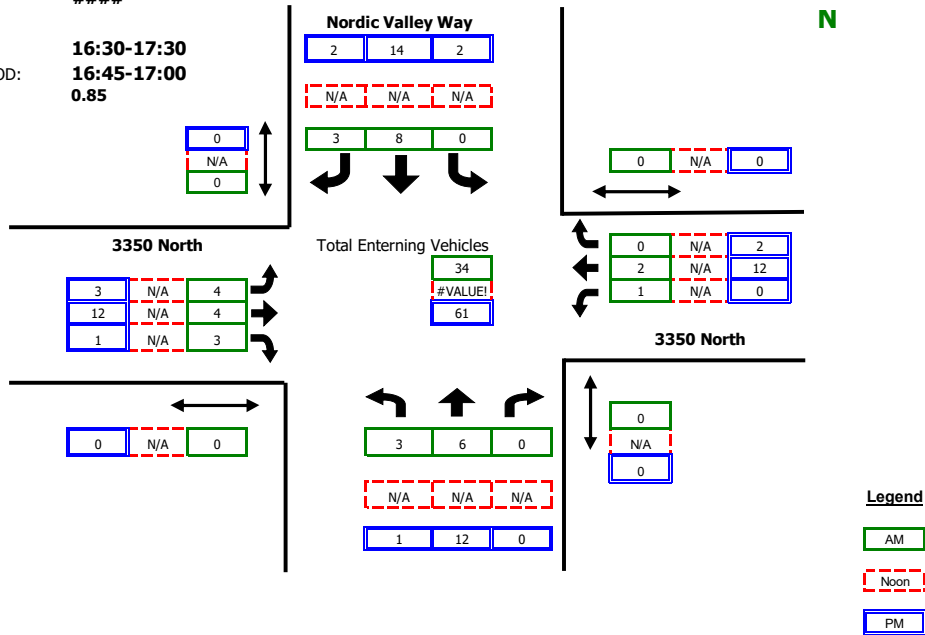 ####
N
Nordic Valley Way
2 14 2
16:30-17:30
OD: 16:45-17:00
0.85
N/A N/A N/A
0
N/A
0
3 8 0
0 N/A 0
3350 North
Total Enterning Vehicles
34
#VALUE!
61
0 N/A 2
2 N/A 12
1 N/A 0
3 N/A 4
12 N/A 4
1 N/A 3
3350 North
0 N/A 0
3 6 0
N/A N/A N/A
1 12 0
0
N/A
0
Legend
AM
Noon
PM